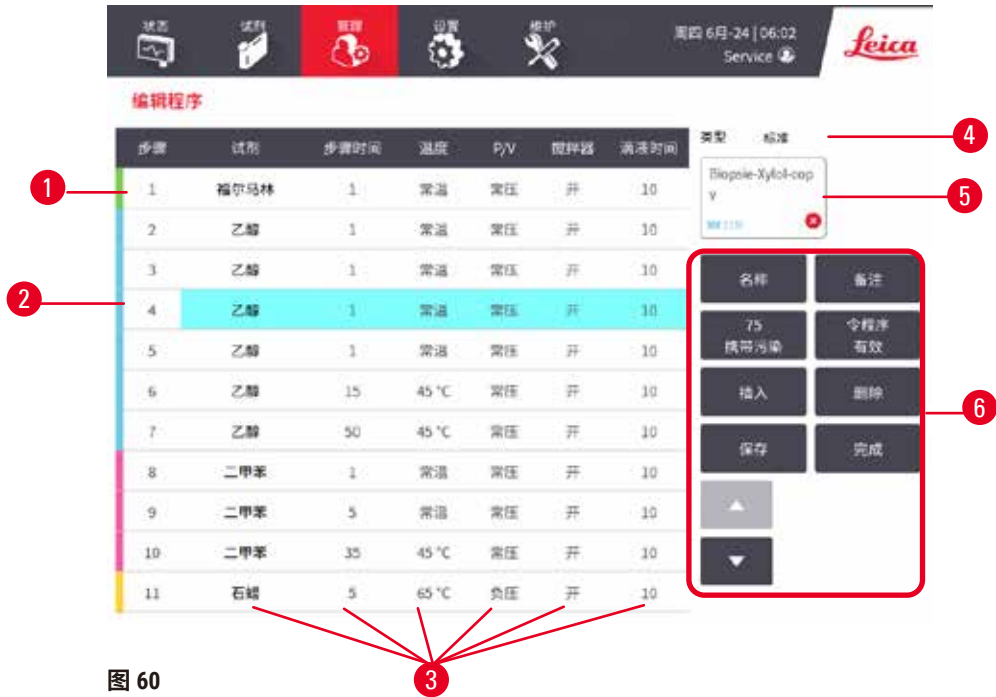 状态 试剂 管理 设置 维护
周四 6月-24 | 06:02
Service
Leica
编辑程序
步骤 试剂 步骤时间 温度 P/V 搅拌器 滴液时间
1 福尔马林 1 常温 常压 开 10
2 乙醇 1 常温 常压 开 10
3 乙醇 1 常温 常压 开 10
4 乙醇 1 常温 常压 开 10
5 乙醇 1 常温 常压 开 10
6 乙醇 15 45 °C 常压 开 10
7 乙醇 50 45 °C 常压 开 10
8 二甲苯 1 常温 常压 开 10
9 二甲苯 5 常温 常压 开 10
10 二甲苯 35 45 °C 常压 开 10
11 石蜡 5 65 °C 负压 开 10
类型 标准
Biopsie-Xylol-cop
y
名称 备注
75
携带污染
令程序
有效
插入 删除
保存 完成
1
2
3
4
5
6
图 60